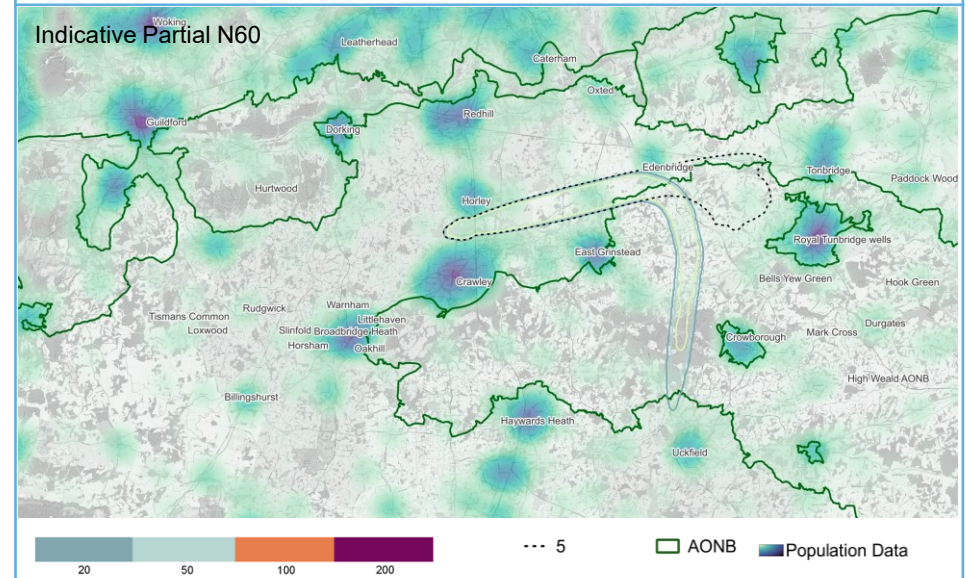 Woking
Indicative Partial N60
Leatherhead
Caterham
Oxted
Redhill
Guildford
Dorking
Edenbridge
Tonbridge
Paddock Wood
Hurtwood
Horley
Royal Tunbridge wells
East Grinstead
Bells Yew Green
Crawley
Hook Green
Warnham
Rudgwick
Tismans Common
Littlehaven
Loxwood
Slinfold Broadbridge Heath
Durgates
Mark Cross
Crowborough
Horsham
Oakhill
High Weald AONB
Billingshurst
Haywards Heath
Uckfield
5
AONB
Population Data
20 50 100 200